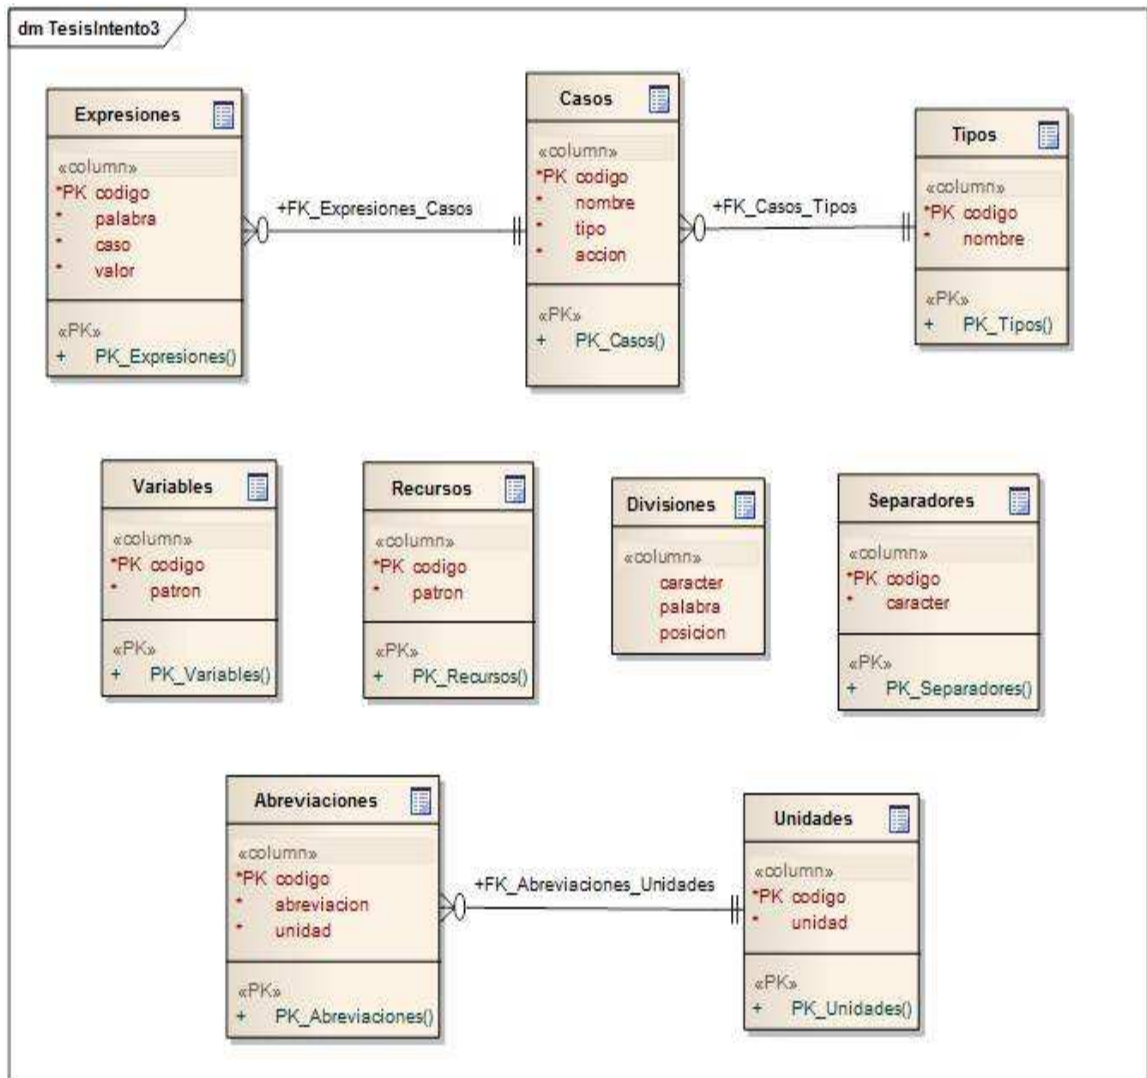 dm TesisIntento3
Expresiones
«column»
*PK codigo
* palabra
* caso
* valor
«PK»
+ PK_Expresiones()
+FK_Expresiones_Casos
Casos
«column»
*PK codigo
* nombre
* tipo
* accion
«PK»
+ PK_Casos()
+FK_Casos_Tipos
Tipos
«column»
*PK codigo
* nombre
«PK»
+ PK_Tipos()
Variables
«column»
*PK codigo
* patron
«PK»
+ PK_Variables()
Recursos
«column»
*PK codigo
* patron
«PK»
+ PK_Recursos()
Divisiones
«column»
caracter
palabra
posicion
Separadores
«column»
*PK codigo
* caracter
«PK»
+ PK_Separadores()
Abreviaciones
«column»
*PK codigo
* abreviacion
* unidad
«PK»
+ PK_Abreviaciones()
+FK_Abreviaciones_Unidades
Unidades
«column»
*PK codigo
* unidad
«PK»
+ PK_Unidades()